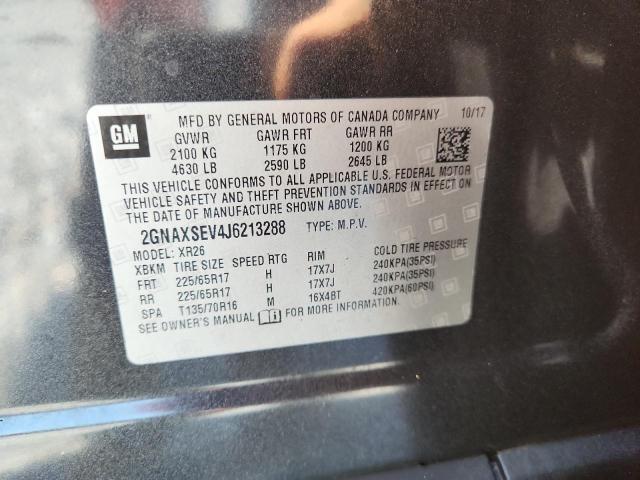 GM
MFD BY GENERAL MOTORS OF CANADA COMPANY 10/17
GVWR GAWR FRT GAWR RR
2100 KG 1175 KG 1200 KG
4630 LB 2590 LB 2645 LB
THIS VEHICLE CONFORMS TO ALL APPLICABLE U.S. FEDERAL MOTOR
VEHICLE SAFETY AND THEFT PREVENTION STANDARDS IN EFFECT ON
THE DATE OF MANUFACTURE SHOWN ABOVE.
2GNAXSEV4J6213288 TYPE: M.P.V.
MODEL: XR26
XBKM TIRE SIZE SPEED RTG RIM COLD TIRE PRESSURE
FRT 225/65R17 H 17X7J 240KPA(35PSI)
RR 225/65R17 H 17X7J 240KPA(35PSI)
SPA T135/70R16 M 16X4BT 420KPA(60PSI)
SEE OWNER'S MANUAL FOR MORE INFORMATION.